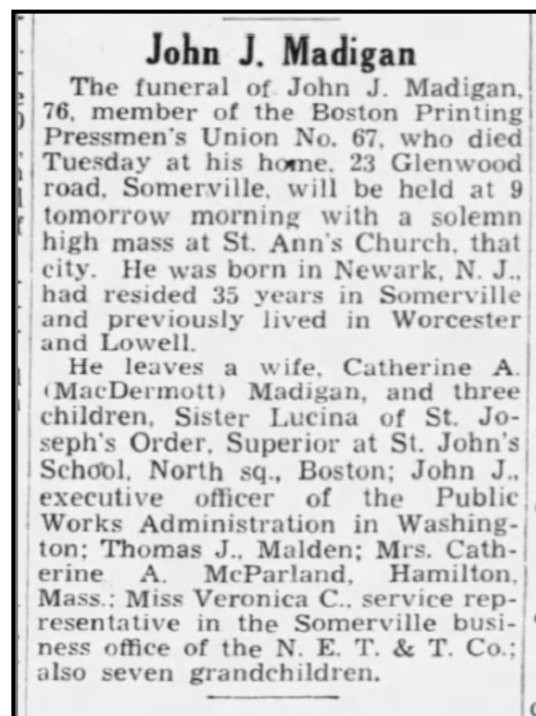 John J. Madigan
The funeral of John J. Madigan,
76, member of the Boston Printing
Pressmen's Union No. 67, who died
Tuesday at his home, 23 Glenwood
road, Somerville, will be held at 9
tomorrow morning with a solemn
high mass at St. Ann's Church, that
city. He was born in Newark, N. J.,
had resided 35 years in Somerville
and previously lived in Worcester
and Lowell.
He leaves a wife, Catherine A.
(MacDermott) Madigan, and three
children, Sister Lucina of St. Jo-
seph's Order, Superior at St. John's
School, North sq., Boston; John J.,
executive officer of the Public
Works Administration in Washing-
ton; Thomas J., Malden; Mrs. Cath-
erine A. McParland, Hamilton,
Mass.; Miss Veronica C., service rep-
resentative in the Somerville busi-
ness office of the N. E. T. & T. Co.;
also seven grandchildren.